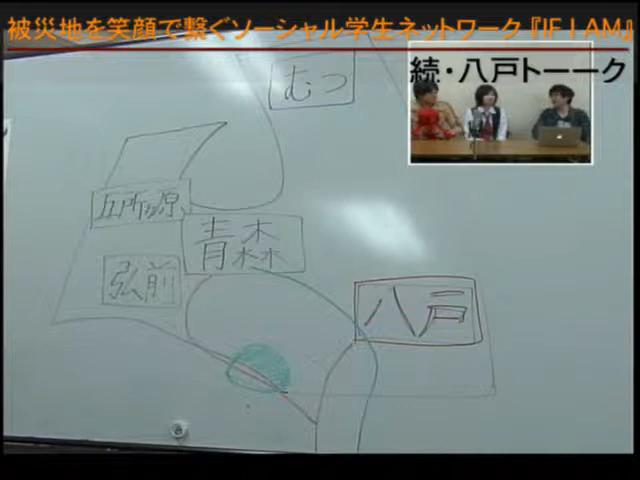 被災地を笑顔で繋ぐソーシャル学生ネットワーク『IF I AM』
続・八戸トーーク
むつ
五所ヶ原
青森
弘前
八戸